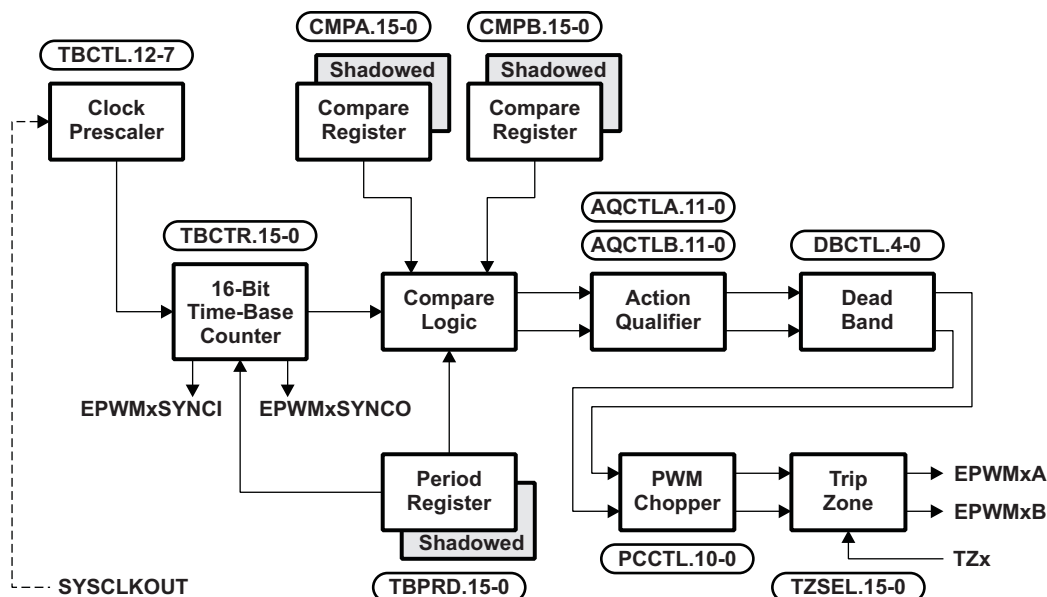 CMPA.15-0
CMPB.15-0
TBCTL.12-7
Shadowed
Shadowed
Clock
Prescaler
Compare
Register
Compare
Register
AQCTLA.11-0
TBCTR.15-0
AQCTLB.11-0
DBCTL.4-0
16-Bit
Time-Base
Counter
Compare
Logic
Action
Qualifier
Dead
Band
EPWMxSYNCI
EPWMxSYNCO
Period
Register
PWM
Chopper
Trip
Zone
EPWMxA
EPWMxB
Shadowed
PCCTL.10-0
TZx
SYSCLKOUT
TBPRD.15-0
TZSEL.15-0